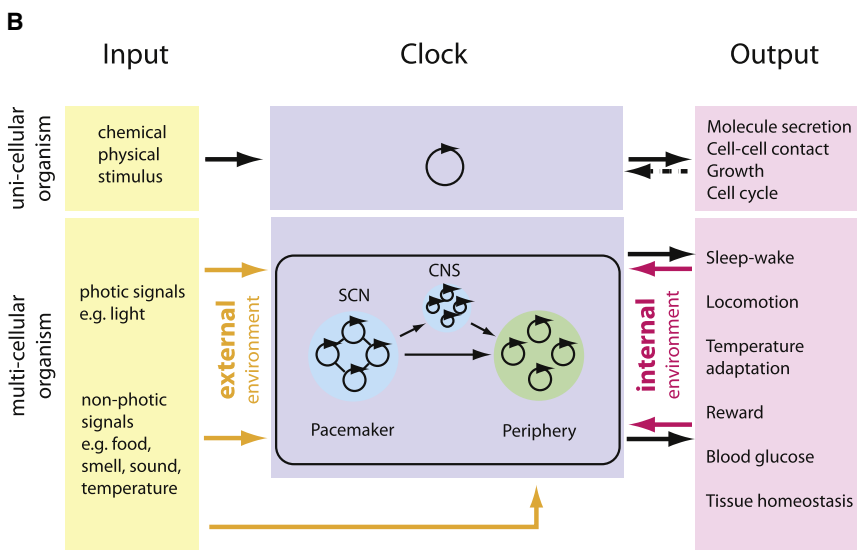 B
Input
Clock
Output
uni-cellular
organism
chemical
physical
stimulus
Molecule secretion
Cell-cell contact
Growth
Cell cycle
multi-cellular
organism
photic signals
e.g. light
non-photic
signals
e.g. food,
smell, sound,
temperature
external
environment
SCN
CNS
Pacemaker
Periphery
internal
environment
Sleep-wake
Locomotion
Temperature
adaptation
Reward
Blood glucose
Tissue homeostasis